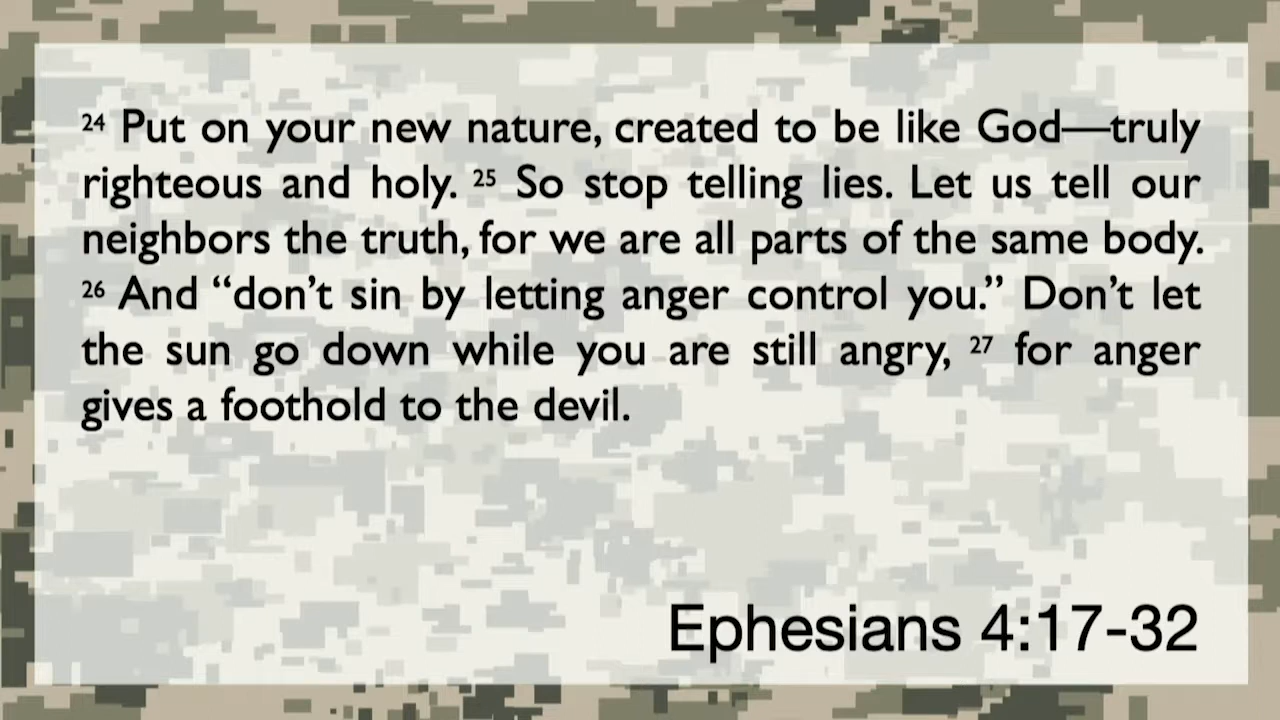 24 Put on your new nature, created to be like God—truly
righteous and holy. 25 So stop telling lies. Let us tell our
neighbors the truth, for we are all parts of the same body.
26 And “don’t sin by letting anger control you.” Don’t let
the sun go down while you are still angry, 27 for anger
gives a foothold to the devil.
Ephesians 4:17-32